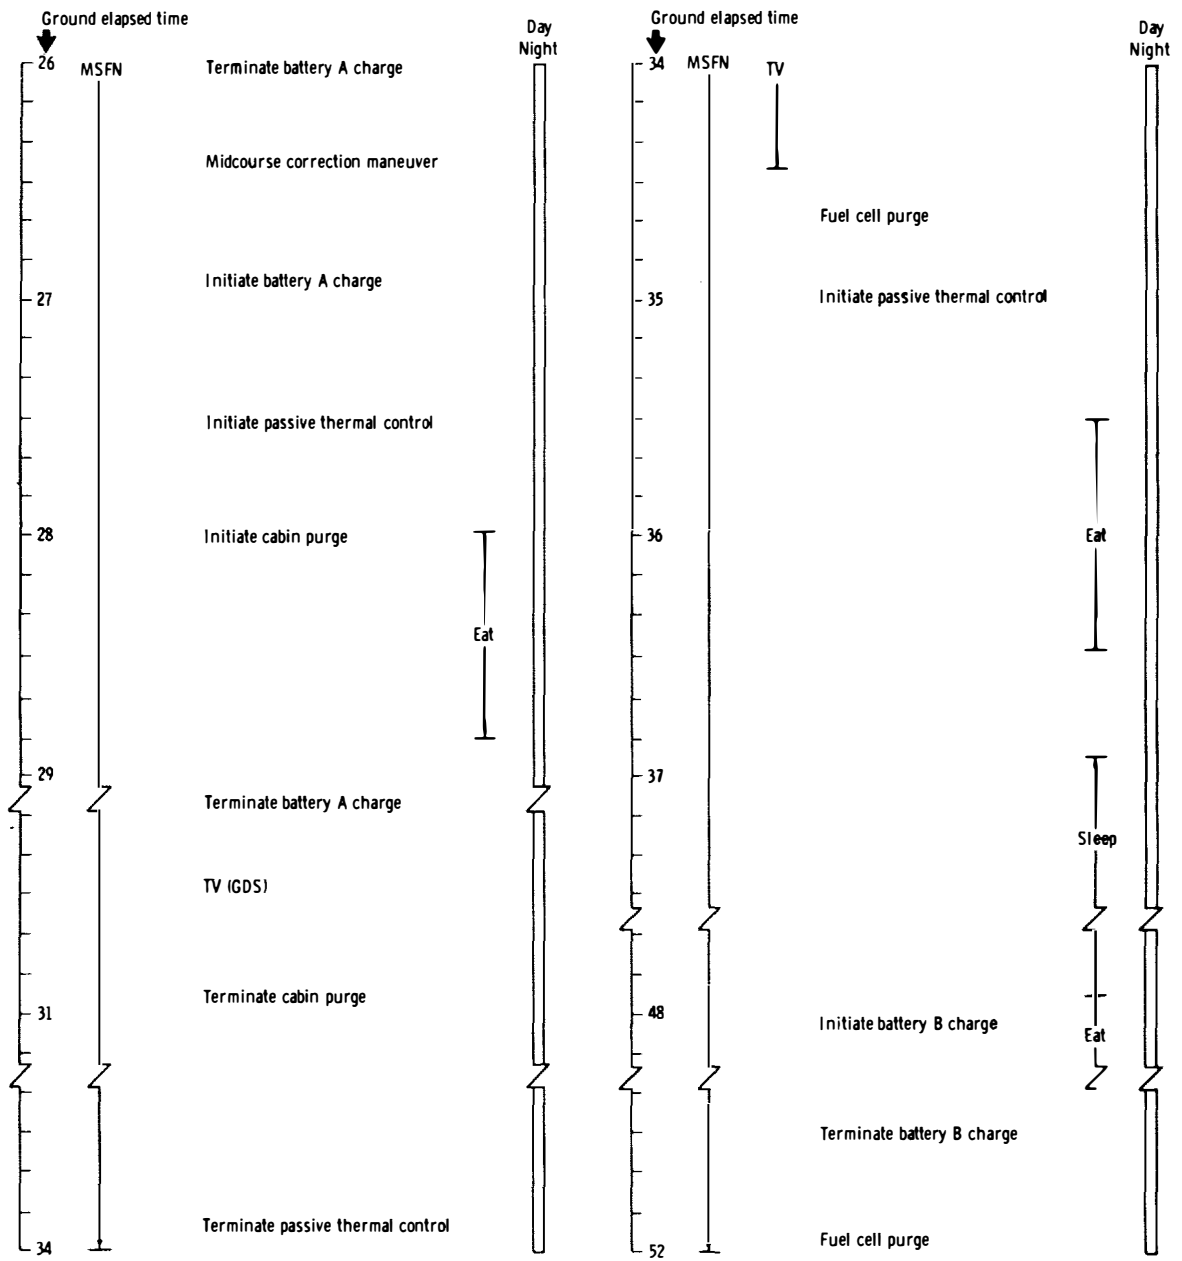 Ground elapsed time
Day
Night
26
MSFN
Terminate battery A charge
Midcourse correction maneuver
Initiate battery A charge
27
Initiate passive thermal control
28
Initiate cabin purge
Eat
29
Terminate battery A charge
TV (GDS)
Terminate cabin purge
31
Terminate passive thermal control
34
Ground elapsed time
Day
Night
34
MSFN
TV
Fuel cell purge
35
Initiate passive thermal control
36
Eat
37
Sleep
48
Initiate battery B charge
Eat
Terminate battery B charge
Fuel cell purge
52